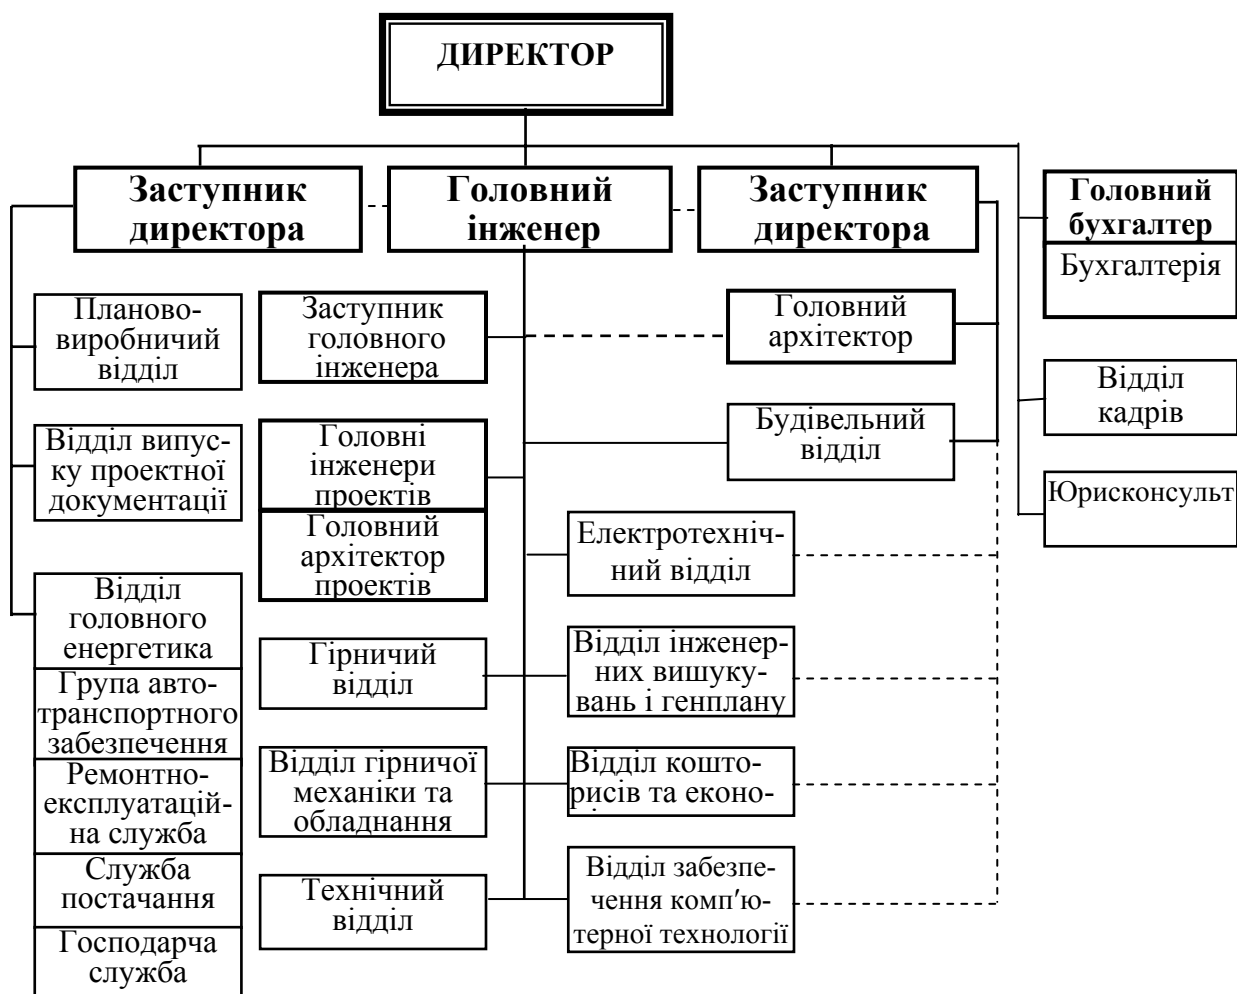 ДИРЕКТОР
Заступник
директора
Головний
інженер
Заступник
директора
Головний
бухгалтер
Бухгалтерія
Планово-
виробничий
відділ
Заступник
головного
інженера
Головний
архітектор
Відділ
кадрів
Відділ випус-
ку проектної
документації
Головні
інженери
проектів
Будівельний
відділ
Юрисконсульт
Головний
архітектор
проектів
Електротехніч-
ний відділ
Відділ
головного
енергетика
Гірничий
відділ
Відділ інженер-
них вишуку-
вань і генплану
Група авто-
транспортного
забезпечення
Ремонтно-
експлуатацій-
на служба
Відділ гірничої
механіки та
обладнання
Відділ кошто-
рисів та еконо-
Служба
постачання
Технічний
відділ
Відділ забезпе-
чення комп′ю-
терної технології
Господарча
служба